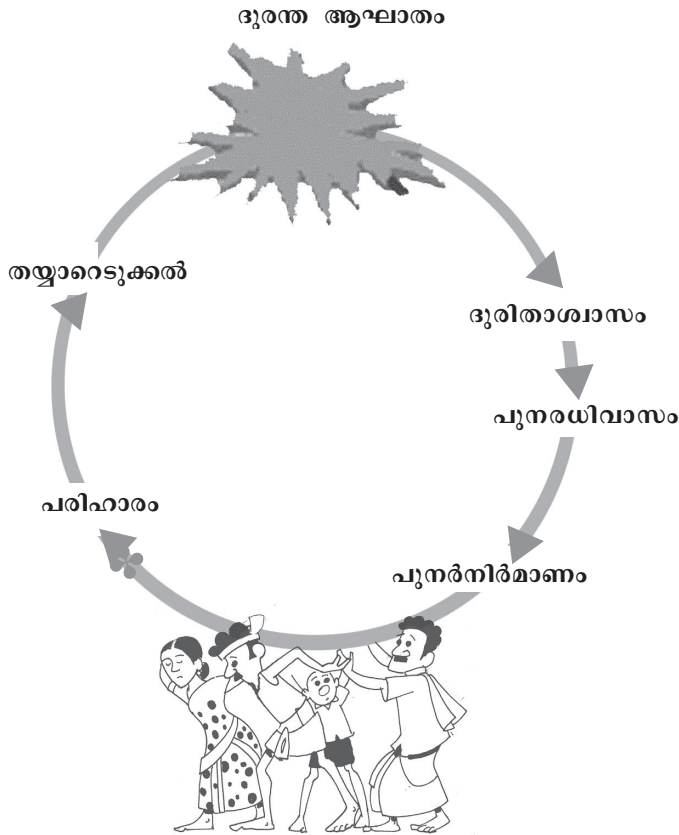 ദുരന്ത ആഘാതം
തയ്യാറെടുക്കൽ
ദുരിതാശ്വാസം
പുനരധിവാസം
പരിഹാരം
പുനർനിർമാണം